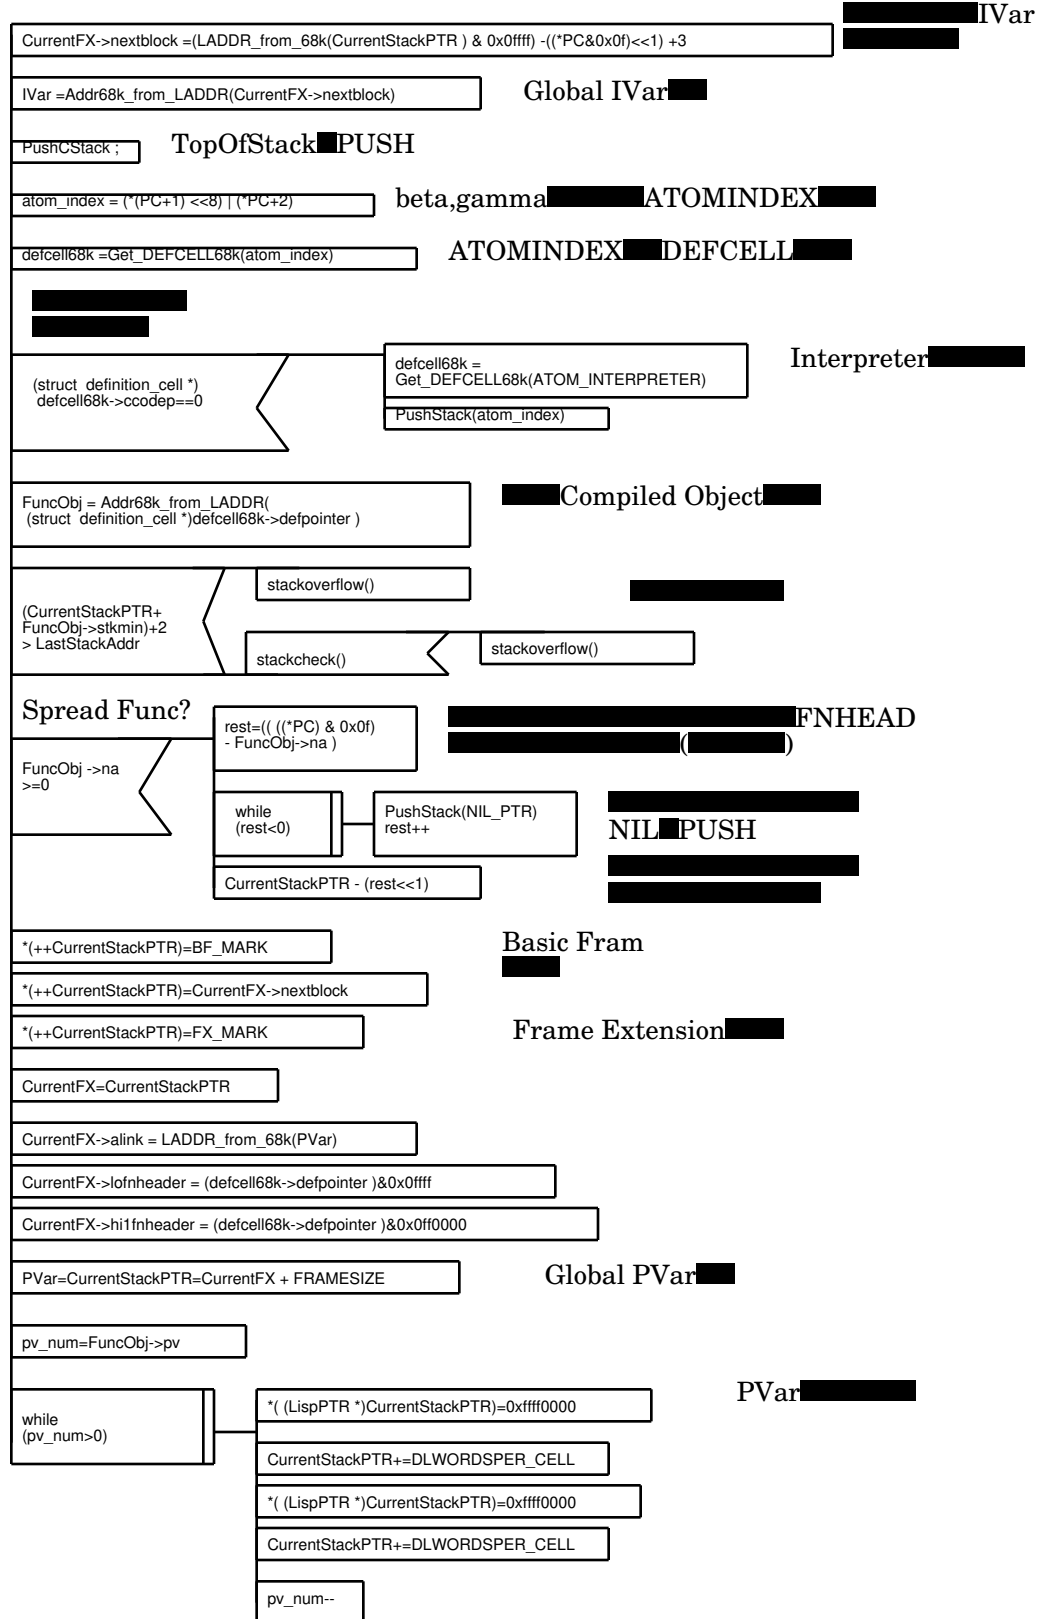 IVar
CurrentFX->nextblock =(LADDR_from_68k(CurrentStackPTR ) & 0x0ffff) -((*PC&0x0f)<<1) +3
IVar =Addr68k_from_LADDR(CurrentFX->nextblock)
Global IVar
PushCStack ;
TopOfStack PUSH
atom_index = (*(PC+1) <<8) | (*PC+2)
beta,gamma ATOMINDEX
defcell68k =Get_DEFCELL68k(atom_index)
ATOMINDEX DEFCELL
(struct definition_cell *)
defcell68k->ccodep==0
defcell68k =
Get_DEFCELL68k(ATOM_INTERPRETER)
Interpreter
PushStack(atom_index)
FuncObj = Addr68k_from_LADDR(
(struct definition_cell *)defcell68k->defpointer )
Compiled Object
(CurrentStackPTR+
FuncObj->stkmin)+2
> LastStackAddr
stackoverflow()
stackcheck()
stackoverflow()
Spread Func?
FuncObj ->na
>=0
rest=(( ((*PC) & 0x0f)
- FuncObj->na )
FNHEAD
( )
while
(rest<0)
PushStack(NIL_PTR)
rest++
NIL PUSH
CurrentStackPTR - (rest<<1)
*(++CurrentStackPTR)=BF_MARK
Basic Fram
*(++CurrentStackPTR)=CurrentFX->nextblock
*(++CurrentStackPTR)=FX_MARK
Frame Extension
CurrentFX=CurrentStackPTR
CurrentFX->alink = LADDR_from_68k(PVar)
CurrentFX->lofnheader = (defcell68k->defpointer )&0x0ffff
CurrentFX->hi1fnheader = (defcell68k->defpointer )&0x0ff0000
PVar=CurrentStackPTR=CurrentFX + FRAMESIZE
Global PVar
pv_num=FuncObj->pv
while
(pv_num>0)
*( (LispPTR *)CurrentStackPTR)=0xffff0000
PVar
CurrentStackPTR+=DLWORDSPER_CELL
*( (LispPTR *)CurrentStackPTR)=0xffff0000
CurrentStackPTR+=DLWORDSPER_CELL
pv_num--